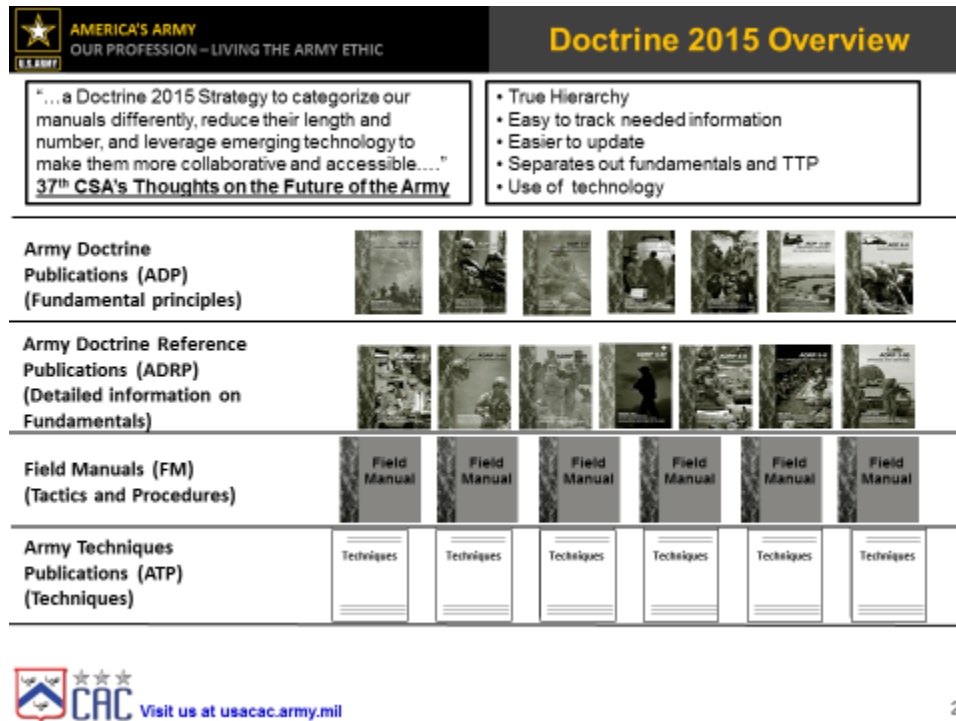 AMERICA'S ARMY
OUR PROFESSION – LIVING THE ARMY ETHIC
U.S. ARMY
Doctrine 2015 Overview
"…a Doctrine 2015 Strategy to categorize our
manuals differently, reduce their length and
number, and leverage emerging technology to
make them more collaborative and accessible…."
37th CSA's Thoughts on the Future of the Army
• True Hierarchy
• Easy to track needed information
• Easier to update
• Separates out fundamentals and TTP
• Use of technology
Army Doctrine
Publications (ADP)
(Fundamental principles)
Army Doctrine Reference
Publications (ADRP)
(Detailed information on
Fundamentals)
Field Manuals (FM)
(Tactics and Procedures)
Field Manual
Field Manual
Field Manual
Field Manual
Field Manual
Field Manual
Army Techniques
Publications (ATP)
(Techniques)
Techniques
Techniques
Techniques
Techniques
Techniques
Techniques
CAC
Visit us at usacac.army.mil
2